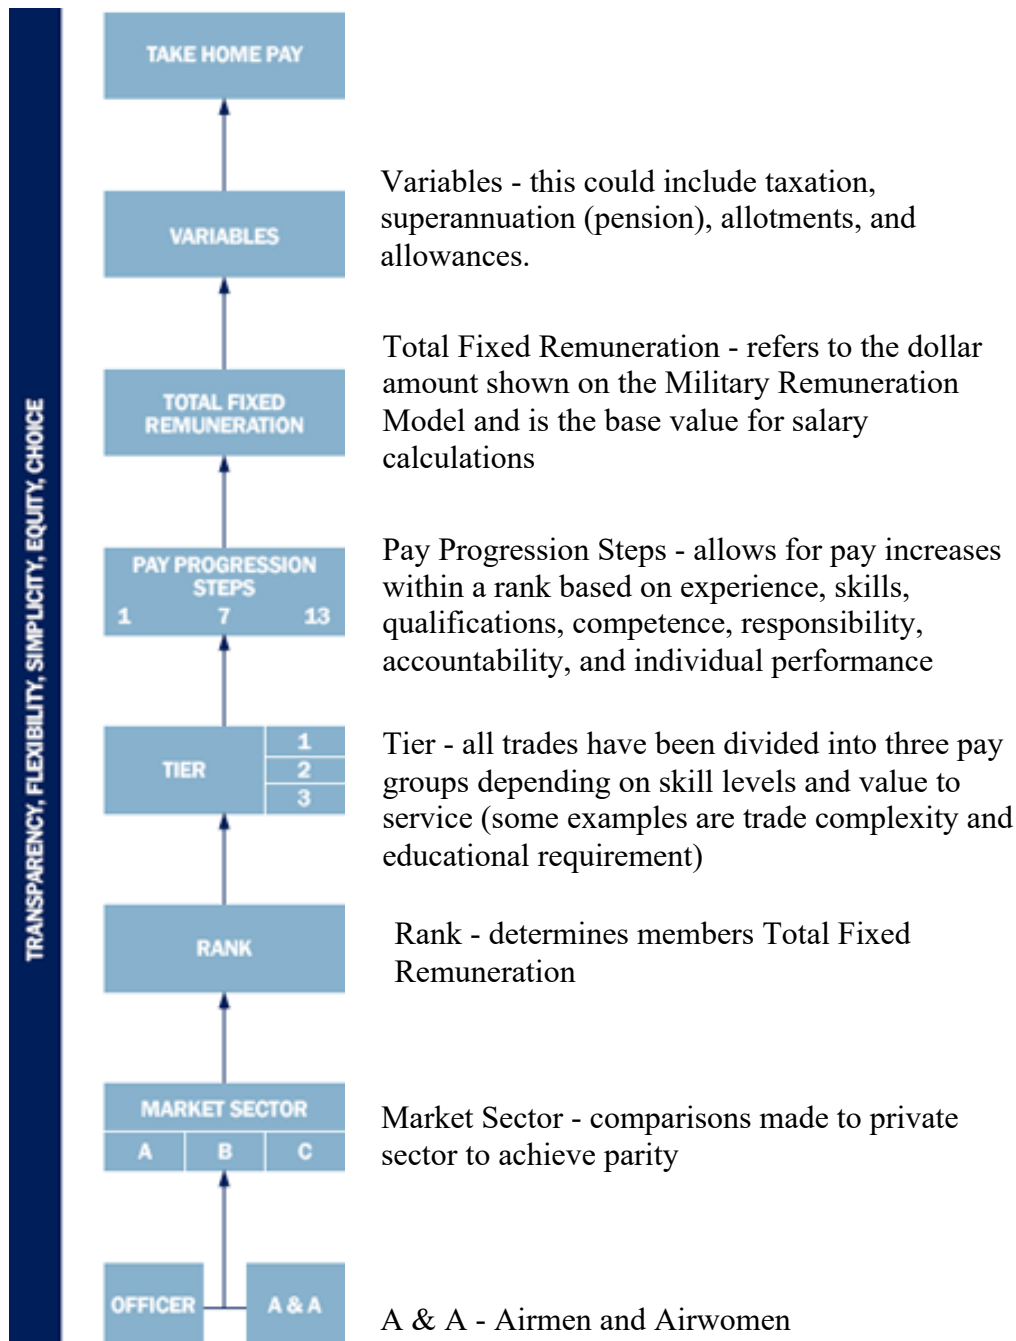 TAKE HOME PAY
VARIABLES
Variables - this could include taxation,
superannuation (pension), allotments, and
allowances.
TOTAL FIXED
REMUNERATION
Total Fixed Remuneration - refers to the dollar
amount shown on the Military Remuneration
Model and is the base value for salary
calculations
PAY PROGRESSION
STEPS
1 7 13
Pay Progression Steps - allows for pay increases
within a rank based on experience, skills,
qualifications, competence, responsibility,
accountability, and individual performance
TIER
1
2
3
Tier - all trades have been divided into three pay
groups depending on skill levels and value to
service (some examples are trade complexity and
educational requirement)
RANK
Rank - determines members Total Fixed
Remuneration
MARKET SECTOR
A B C
Market Sector - comparisons made to private
sector to achieve parity
OFFICER A & A
A & A - Airmen and Airwomen
TRANSPARENCY, FLEXIBILITY, SIMPLICITY, EQUITY, CHOICE